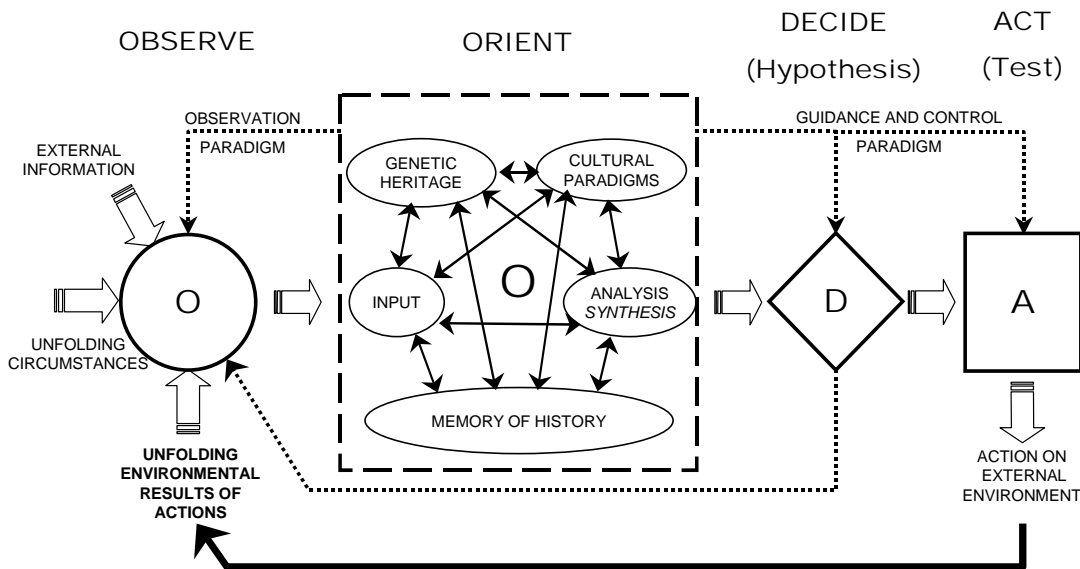 OBSERVE
ORIENT
DECIDE
(Hypothesis)
ACT
(Test)
OBSERVATION
PARADIGM
GUIDANCE AND CONTROL
PARADIGM
EXTERNAL
INFORMATION
GENETIC
HERITAGE
CULTURAL
PARADIGMS
O
INPUT
O
ANALYSIS
SYNTHESIS
D
A
UNFOLDING
CIRCUMSTANCES
MEMORY OF HISTORY
UNFOLDING
ENVIRONMENTAL
RESULTS OF
ACTIONS
ACTION ON
EXTERNAL
ENVIRONMENT